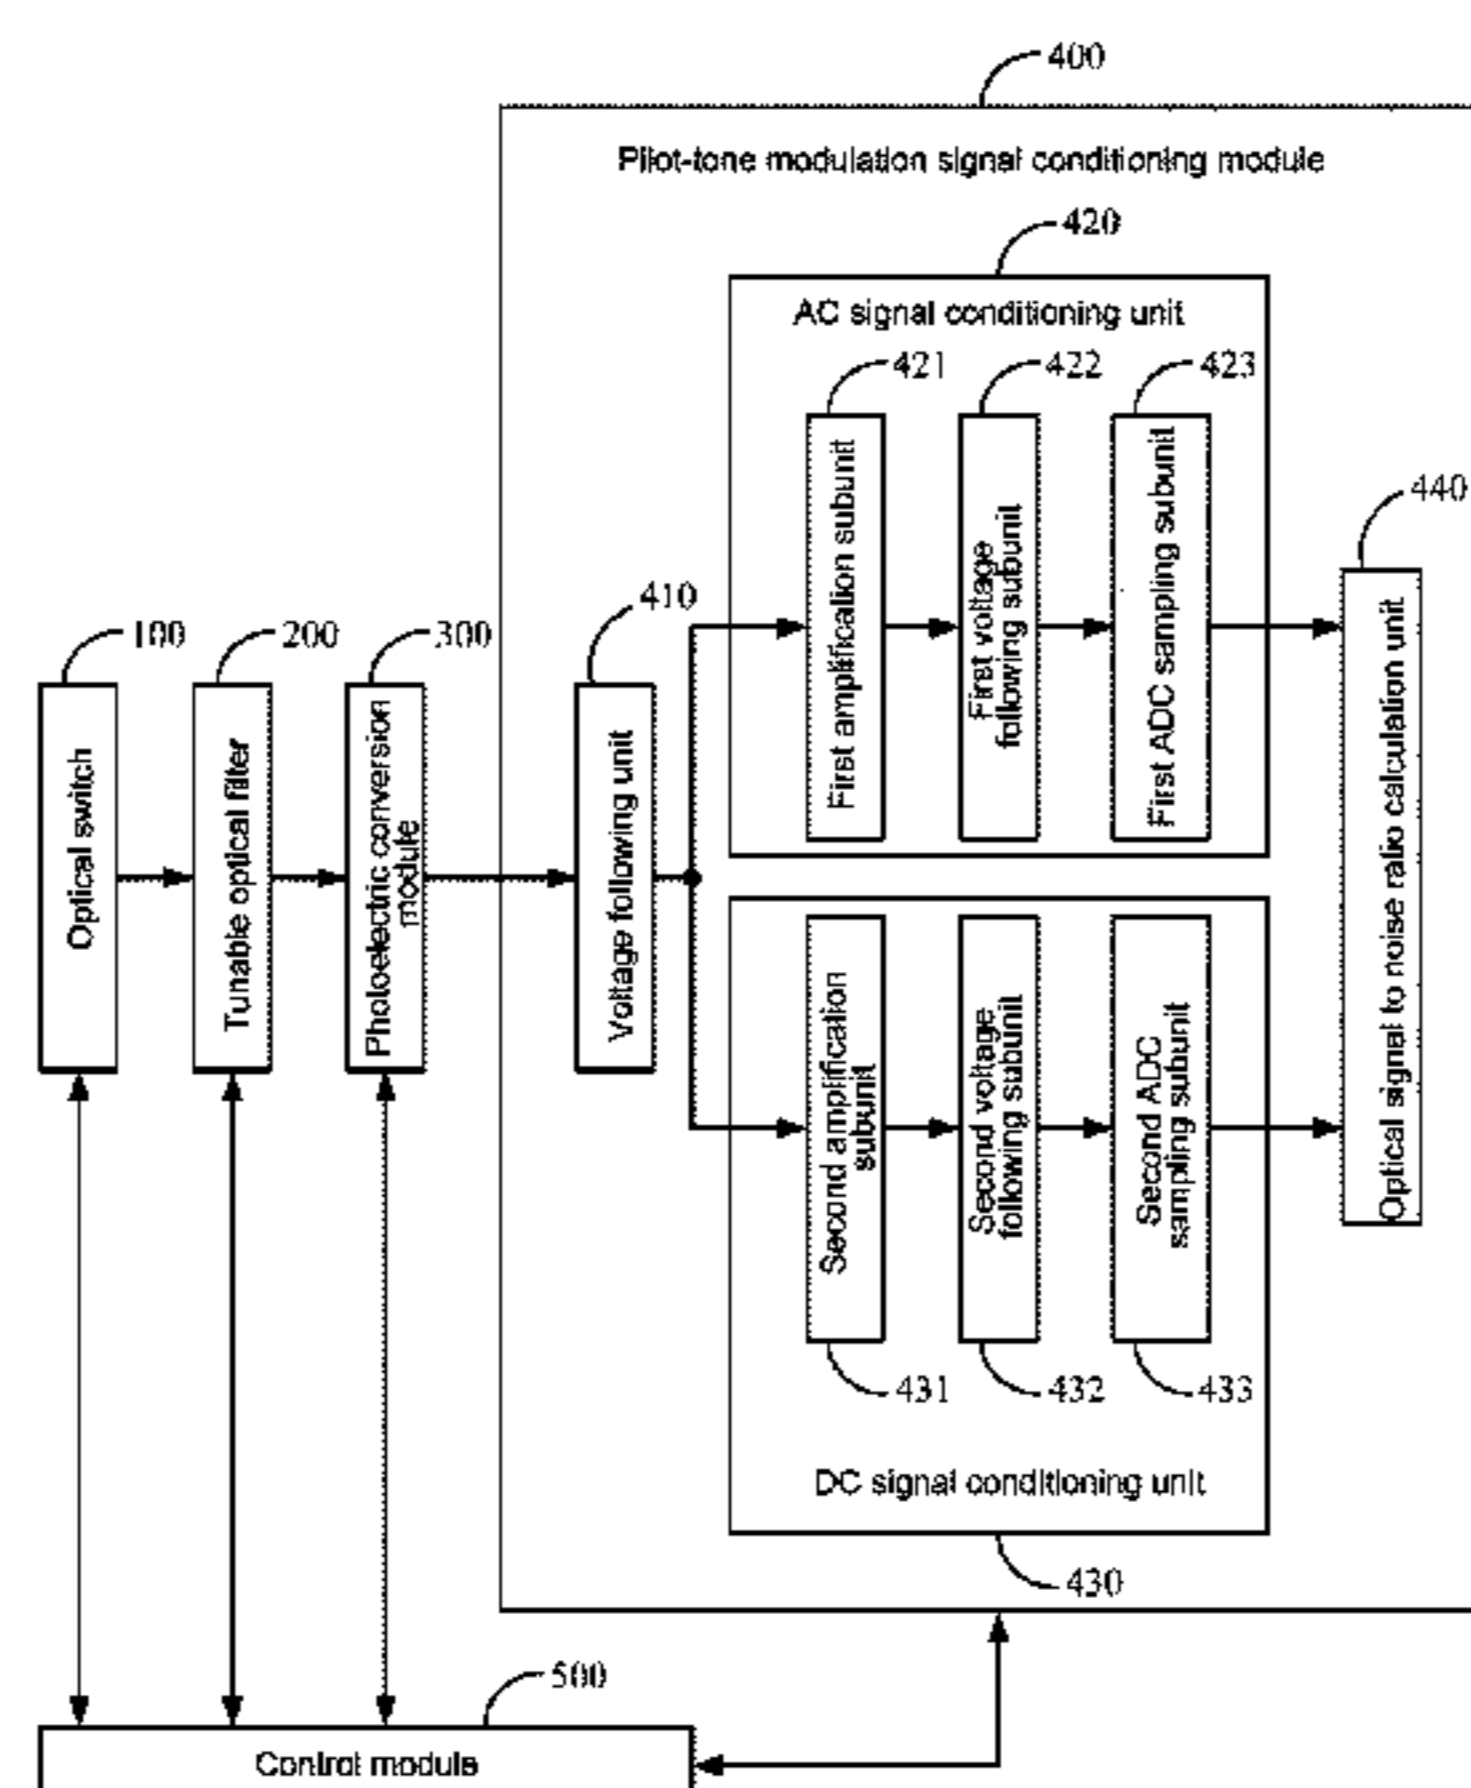 400
Pilot-tone modulation signal conditioning module
420
AC signal conditioning unit
421
422
423
First amplification subunit
First voltage
following subunit
First ADC sampling subunit
440
Optical signal to noise ratio calculation unit
100
200
300
410
Optical switch
Tunable optical filter
Photoelectric conversion
module
Voltage following unit
Second amplification
subunit
Second voltage
following subunit
Second ADC
sampling subunit
431
432
433
DC signal conditioning unit
430
500
Control module